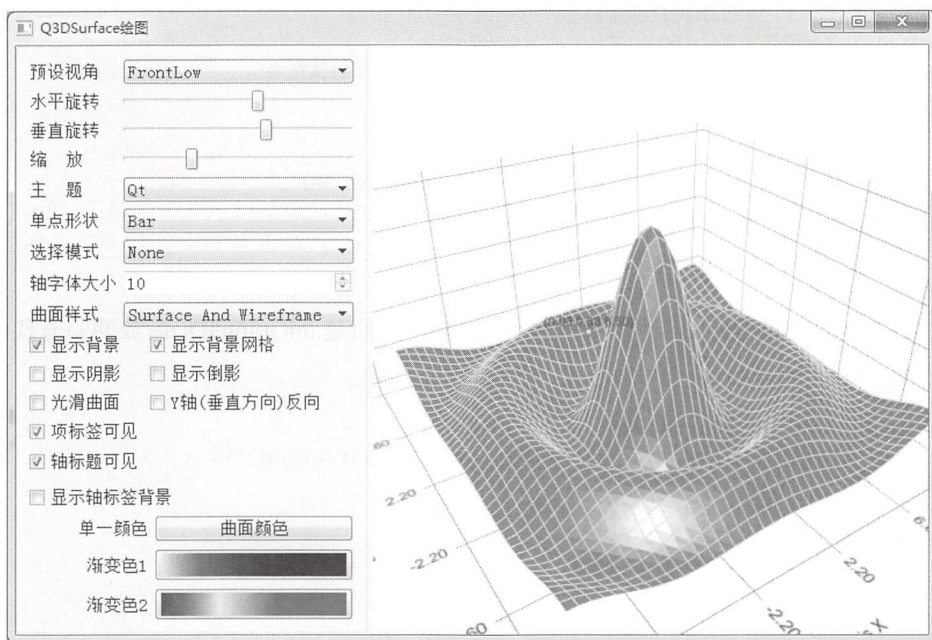 Q3DSurface绘图
预设视角 FrontLow
水平旋转
垂直旋转
缩 放
主 题 Qt
单点形状 Bar
选择模式 None
轴字体大小 10
曲面样式 Surface And Wireframe
显示背景 显示背景网格
显示阴影 显示倒影
光滑曲面 Y轴(垂直方向)反向
项标签可见
轴标题可见
显示轴标签背景
单一颜色 曲面颜色
渐变色1
渐变色2
2.20
-2.20
2.20
-2.20
X